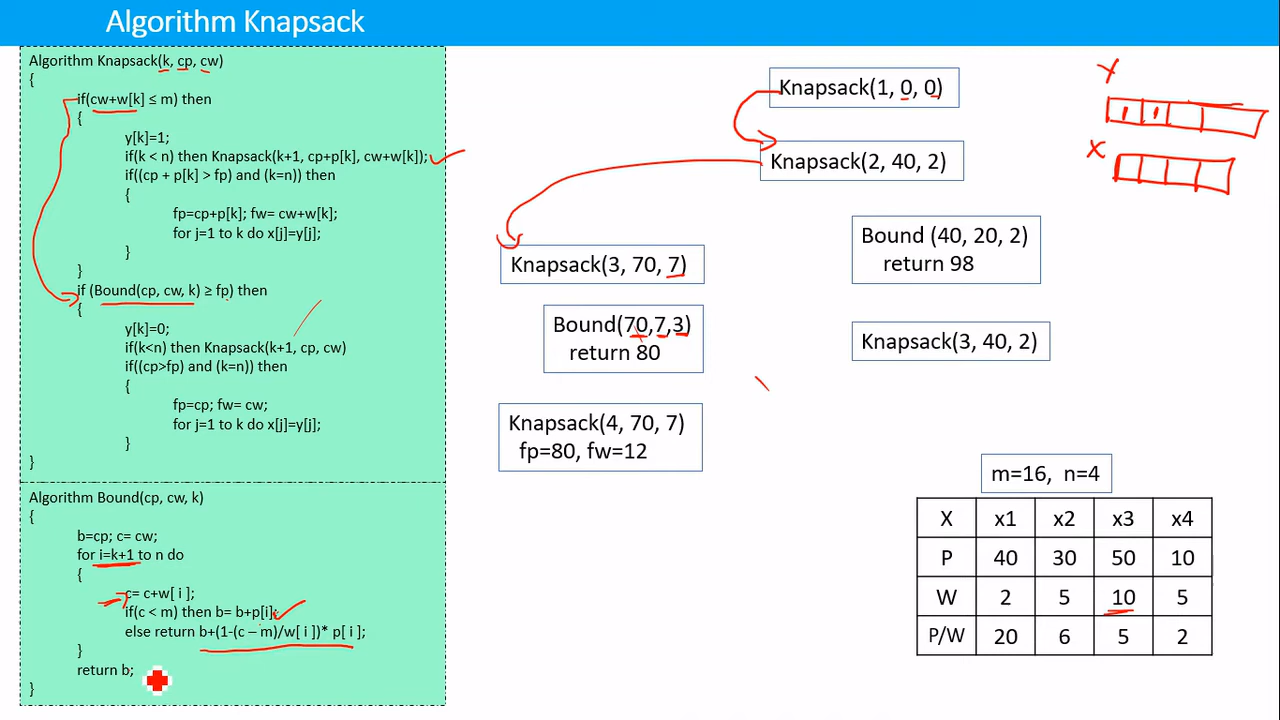 Algorithm Knapsack
Algorithm Knapsack(k, cp, cw)
{
if(cw+w[k] ≤ m) then
{
y[k]=1;
if(k < n) then Knapsack(k+1, cp+p[k], cw+w[k]);
if((cp + p[k] > fp) and (k=n)) then
{
fp=cp+p[k]; fw= cw+w[k];
for j=1 to k do x[j]=y[j];
}
}
if (Bound(cp, cw, k) ≥ fp) then
{
y[k]=0;
if(k<n) then Knapsack(k+1, cp, cw)
if((cp>fp) and (k=n)) then
{
fp=cp; fw= cw;
for j=1 to k do x[j]=y[j];
}
}
Algorithm Bound(cp, cw, k)
{
b=cp; c= cw;
for i=k+1 to n do
{
c= c+w[ i ];
if(c < m) then b= b+p[i];
else return b+(1-(c – m)/w[ i ])* p[ i ];
}
return b;
}
Knapsack(1, 0, 0)
Knapsack(2, 40, 2)
Knapsack(3, 70, 7)
Bound(70,7,3)
return 80
Knapsack(4, 70, 7)
fp=80, fw=12
Bound (40, 20, 2)
return 98
Knapsack(3, 40, 2)
Y
1 1
X
m=16, n=4
X x1 x2 x3 x4
P 40 30 50 10
W 2 5 10 5
P/W 20 6 5 2